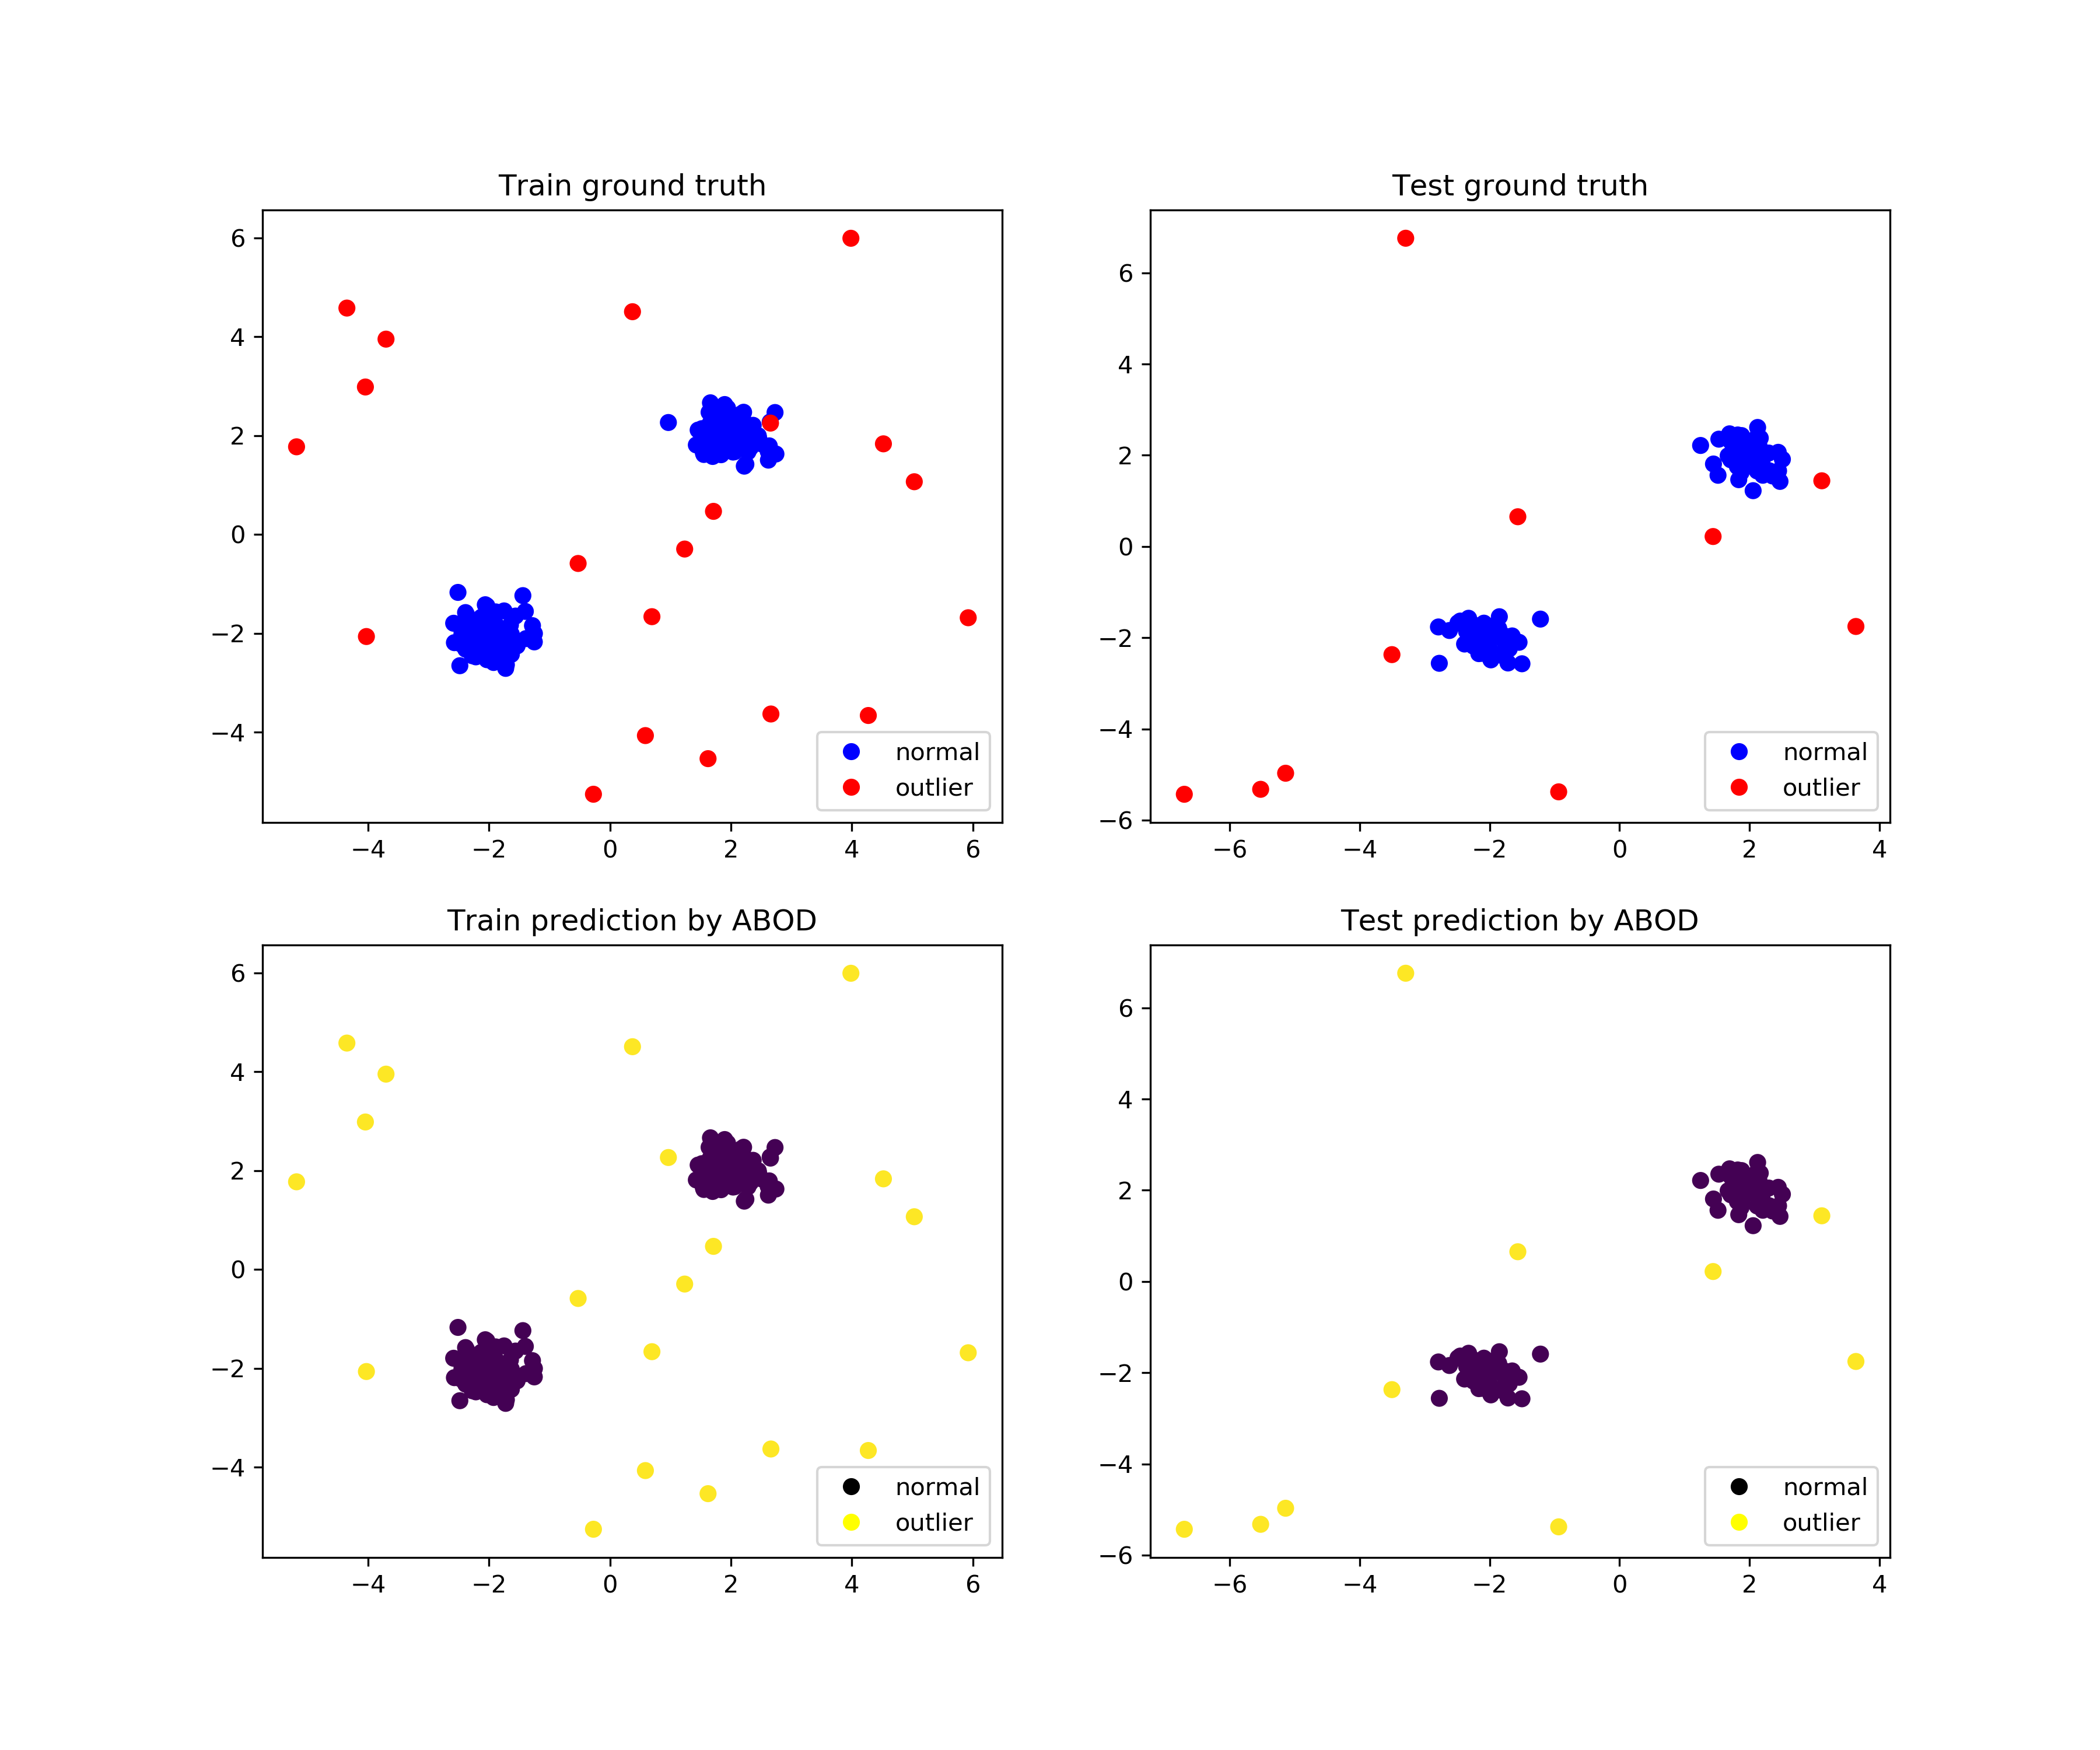 Train ground truth
6
4
2
0
−2
−4
−4 −2 0 2 4 6
normal
outlier
Test ground truth
6
4
2
0
−2
−4
−6
−6 −4 −2 0 2 4
normal
outlier
Train prediction by ABOD
6
4
2
0
−2
−4
−4 −2 0 2 4 6
normal
outlier
Test prediction by ABOD
6
4
2
0
−2
−4
−6
−6 −4 −2 0 2 4
normal
outlier